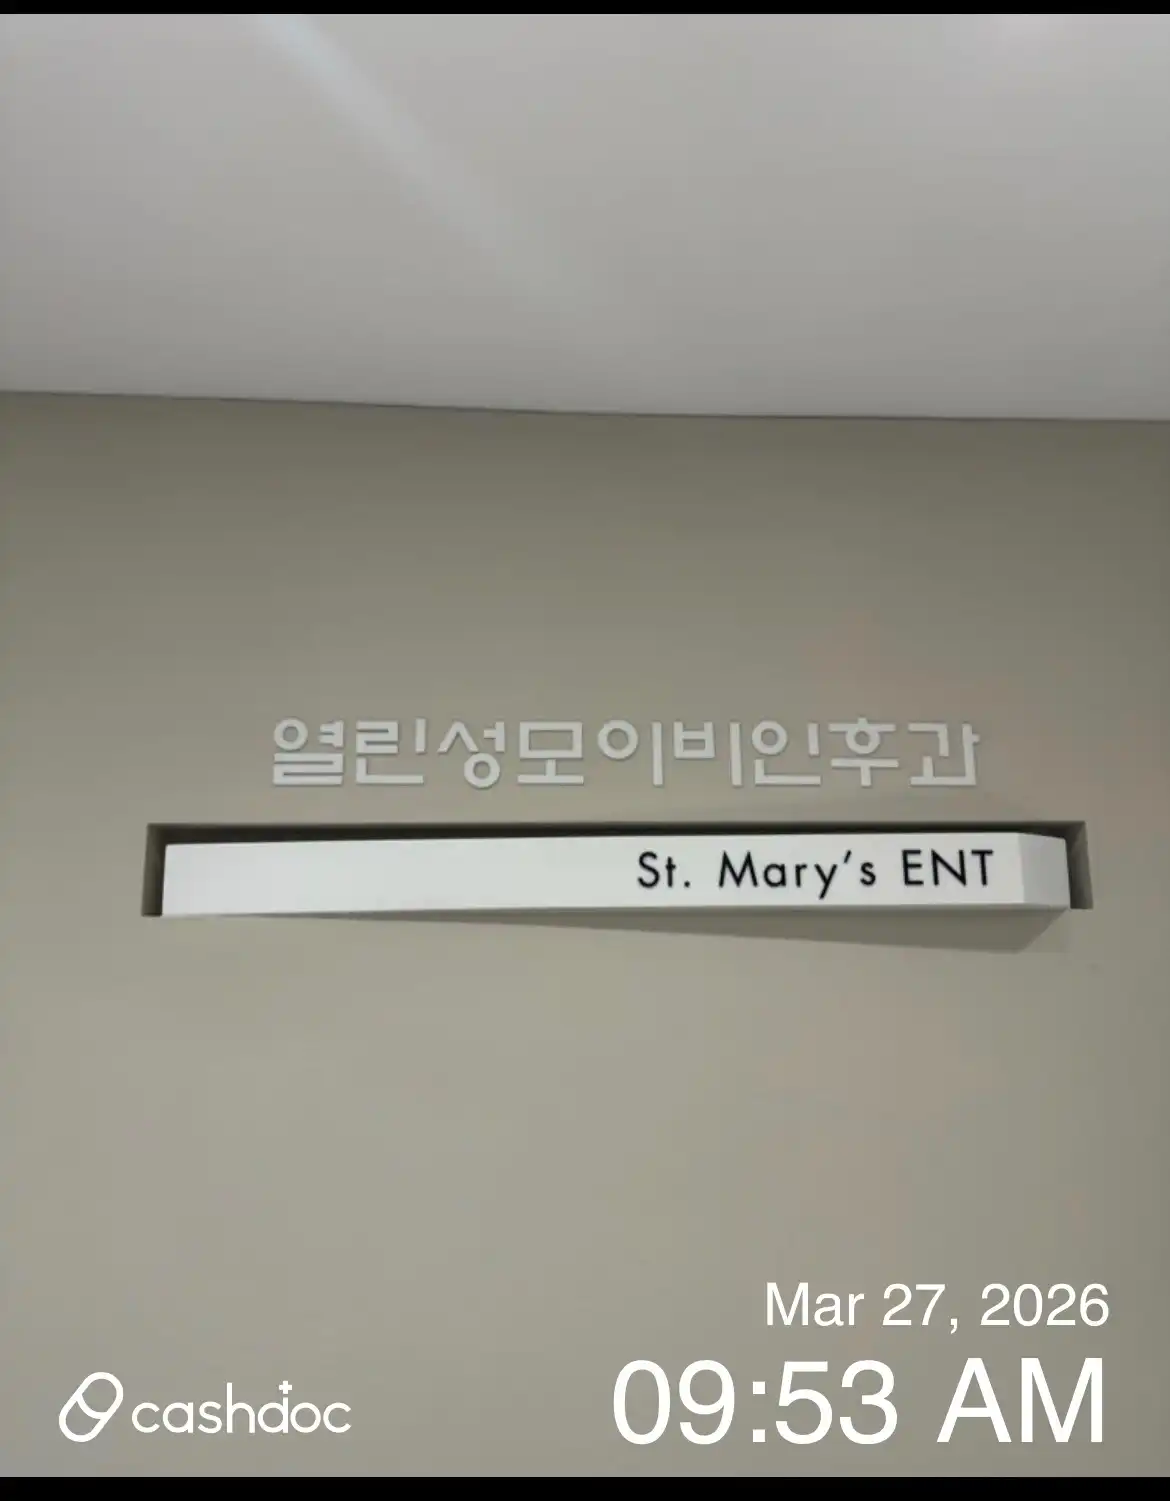 열린성모이비인후과
St. Mary's ENT
Mar 27, 2026
09:53 AM
cashdoc